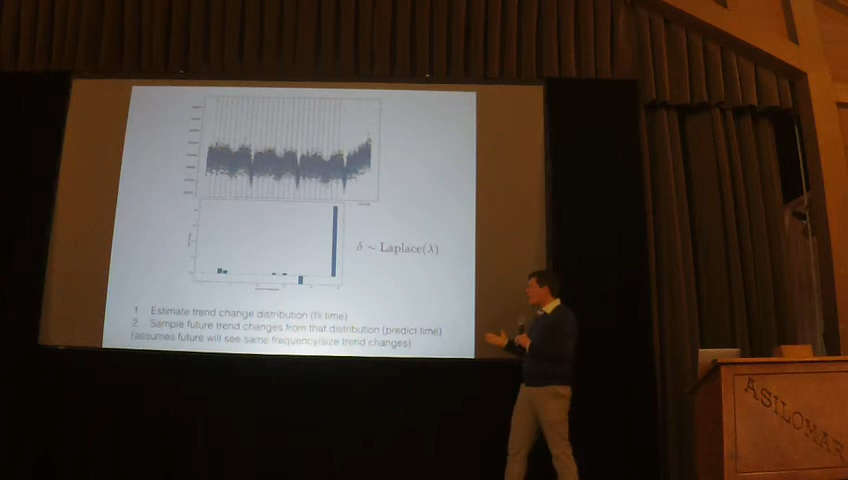 δ ~ Laplace(λ)
1 Estimate trend change distribution (fit time)
2. Sample future trend changes from that distribution (predict time)
(assumes future will see same frequency/size trend changes)
ASILOMAR